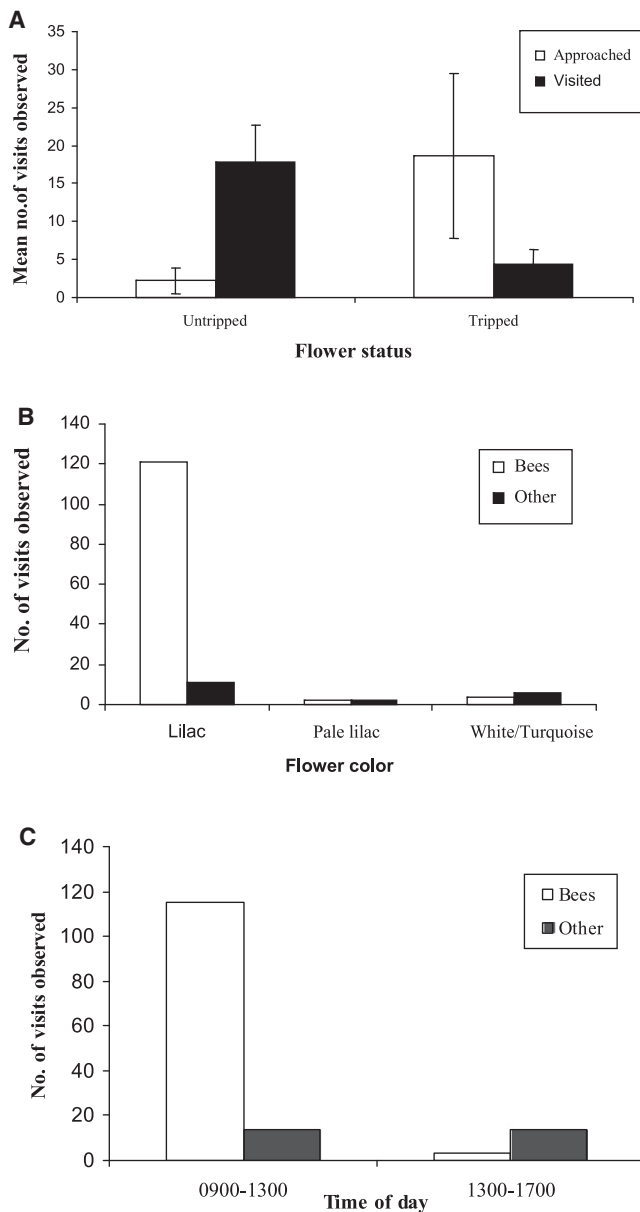 A
Mean no.of visits observed
35
30
25
20
15
10
5
0
Approached
Visited
Untripped
Tripped
Flower status
B
No. of visits observed
140
120
100
80
60
40
20
0
Bees
Other
Lilac
Pale lilac
White/Turquoise
Flower color
C
No. of visits observed
140
120
100
80
60
40
20
0
Bees
Other
0900-1300
1300-1700
Time of day